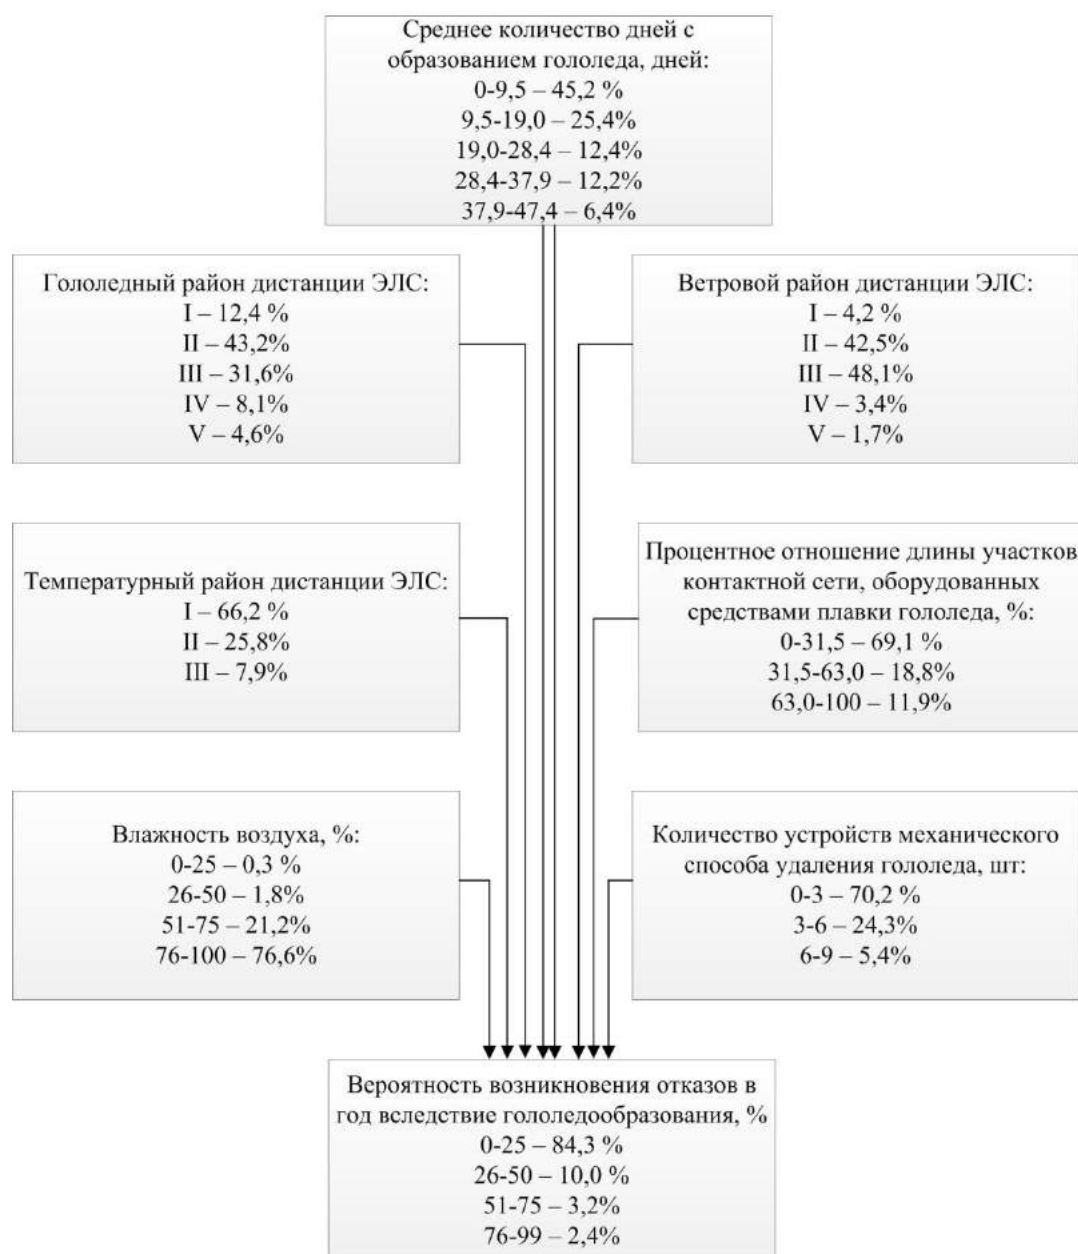 Среднее количество дней с
образованием гололеда, дней:
0-9,5 – 45,2 %
9,5-19,0 – 25,4%
19,0-28,4 – 12,4%
28,4-37,9 – 12,2%
37,9-47,4 – 6,4%
Гололедный район дистанции ЭЛС:
I – 12,4 %
II – 43,2%
III – 31,6%
IV – 8,1%
V – 4,6%
Ветровой район дистанции ЭЛС:
I – 4,2 %
II – 42,5%
III – 48,1%
IV – 3,4%
V – 1,7%
Температурный район дистанции ЭЛС:
I – 66,2 %
II – 25,8%
III – 7,9%
Процентное отношение длины участков
контактной сети, оборудованных
средствами плавки гололеда, %:
0-31,5 – 69,1 %
31,5-63,0 – 18,8%
63,0-100 – 11,9%
Влажность воздуха, %:
0-25 – 0,3 %
26-50 – 1,8%
51-75 – 21,2%
76-100 – 76,6%
Количество устройств механического
способа удаления гололеда, шт:
0-3 – 70,2 %
3-6 – 24,3%
6-9 – 5,4%
Вероятность возникновения отказов в
год вследствие гололедообразования, %
0-25 – 84,3 %
26-50 – 10,0 %
51-75 – 3,2%
76-99 – 2,4%